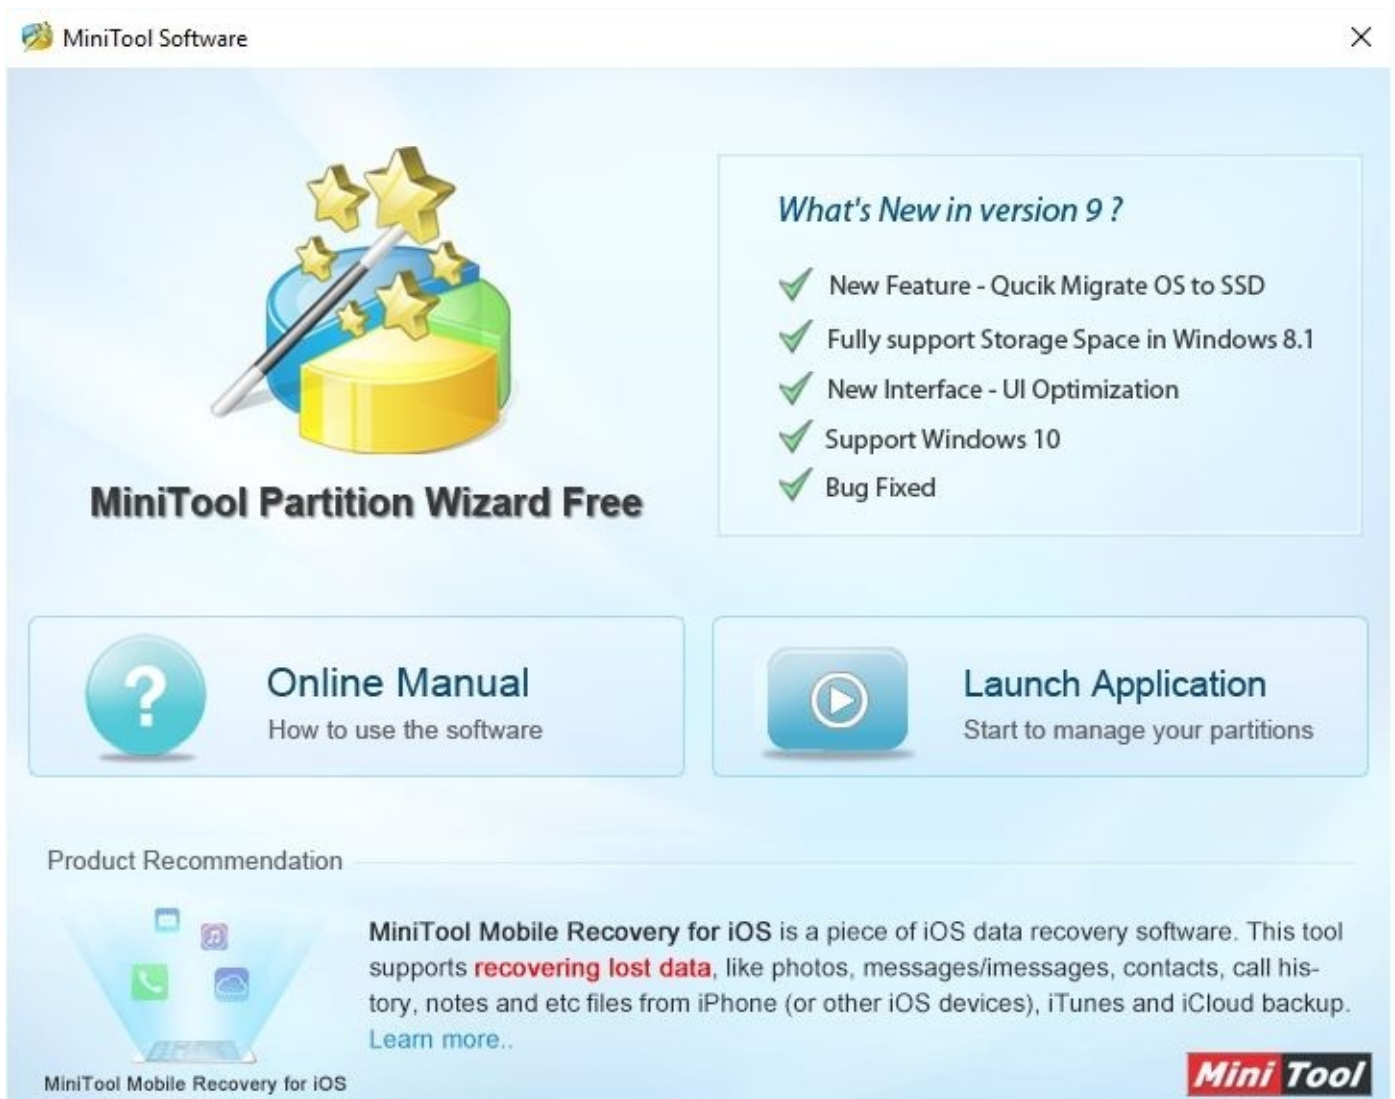 MiniTool Software
MiniTool Partition Wizard Free
What's New in version 9 ?
New Feature - Qucik Migrate OS to SSD
Fully support Storage Space in Windows 8.1
New Interface - UI Optimization
Support Windows 10
Bug Fixed
Online Manual
How to use the software
Launch Application
Start to manage your partitions
Product Recommendation
MiniTool Mobile Recovery for iOS is a piece of iOS data recovery software. This tool
supports recovering lost data, like photos, messages/imessages, contacts, call his-
tory, notes and etc files from iPhone (or other iOS devices), iTunes and iCloud backup.
Learn more..
MiniTool Mobile Recovery for iOS
Mini Tool